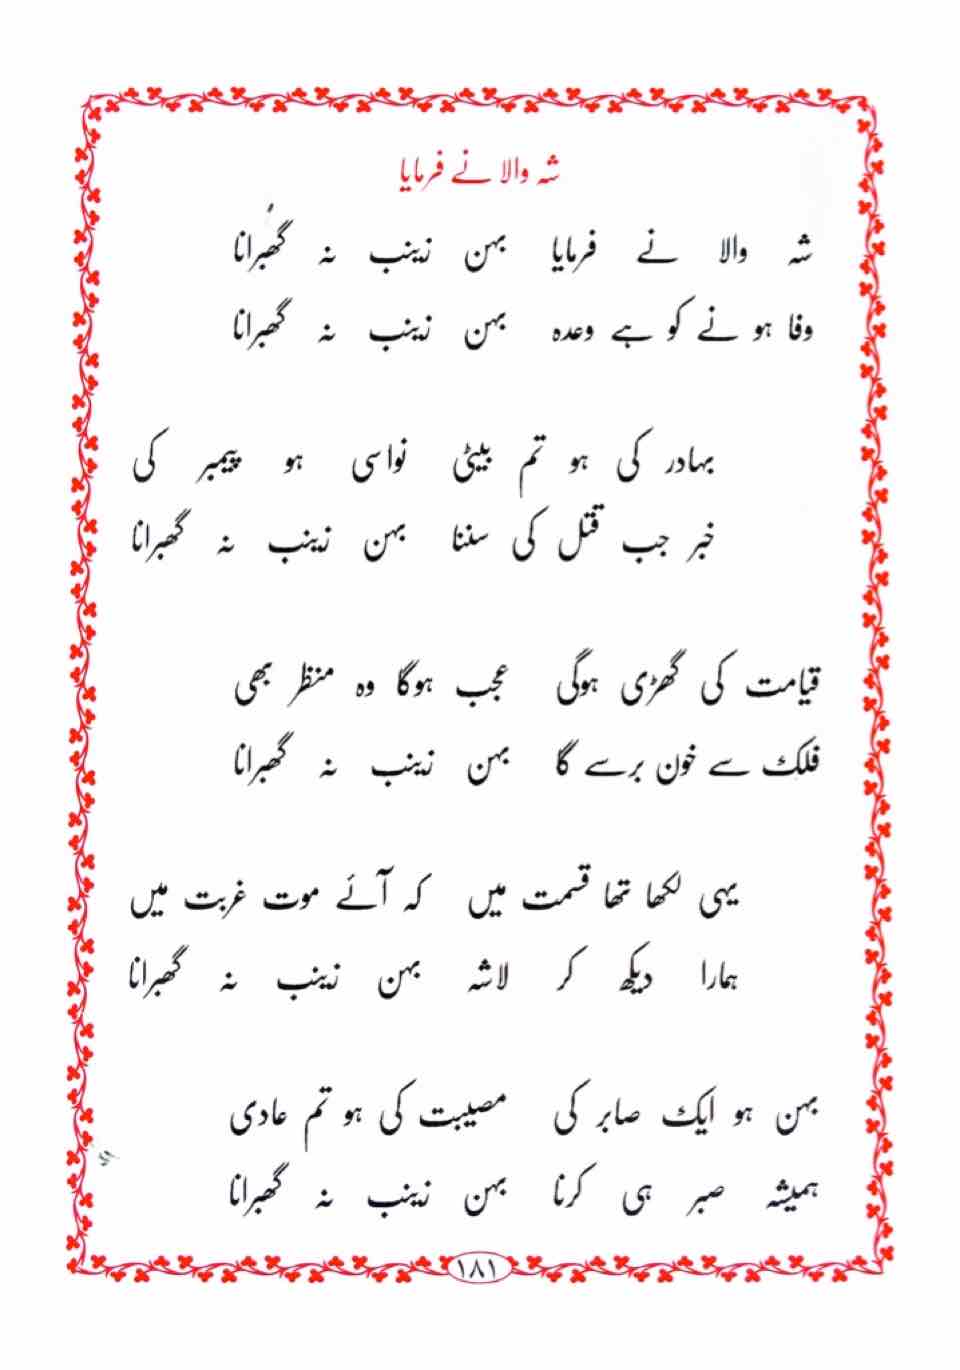 شہ والا نے فرمایا
شہ والا نے فرمایا بہن زینب نہ گھبرانا
وفا ہو نے کو ہے وعدہ بہن زینب نہ گھبرانا
بہادر کی ہو تم بیٹی نواسی ہو پیمبر کی
خبر جب قتل کی سننا بہن زینب نہ گھبرانا
قیامت کی گھڑی ہوگی عجب ہوگا وہ منظر بھی
فلک سے خون برسے گا بہن زینب نہ گھبرانا
یہی لکھا تھا قسمت میں کہ آئے موت غربت میں
ہمارا دیکھ کر لاشہ بہن زینب نہ گھبرانا
بہن ہو ایک صابر کی مصیبت کی ہو تم عادی
ہمیشہ صبر ہی کرنا بہن زینب نہ گھبرانا
۱۸۱